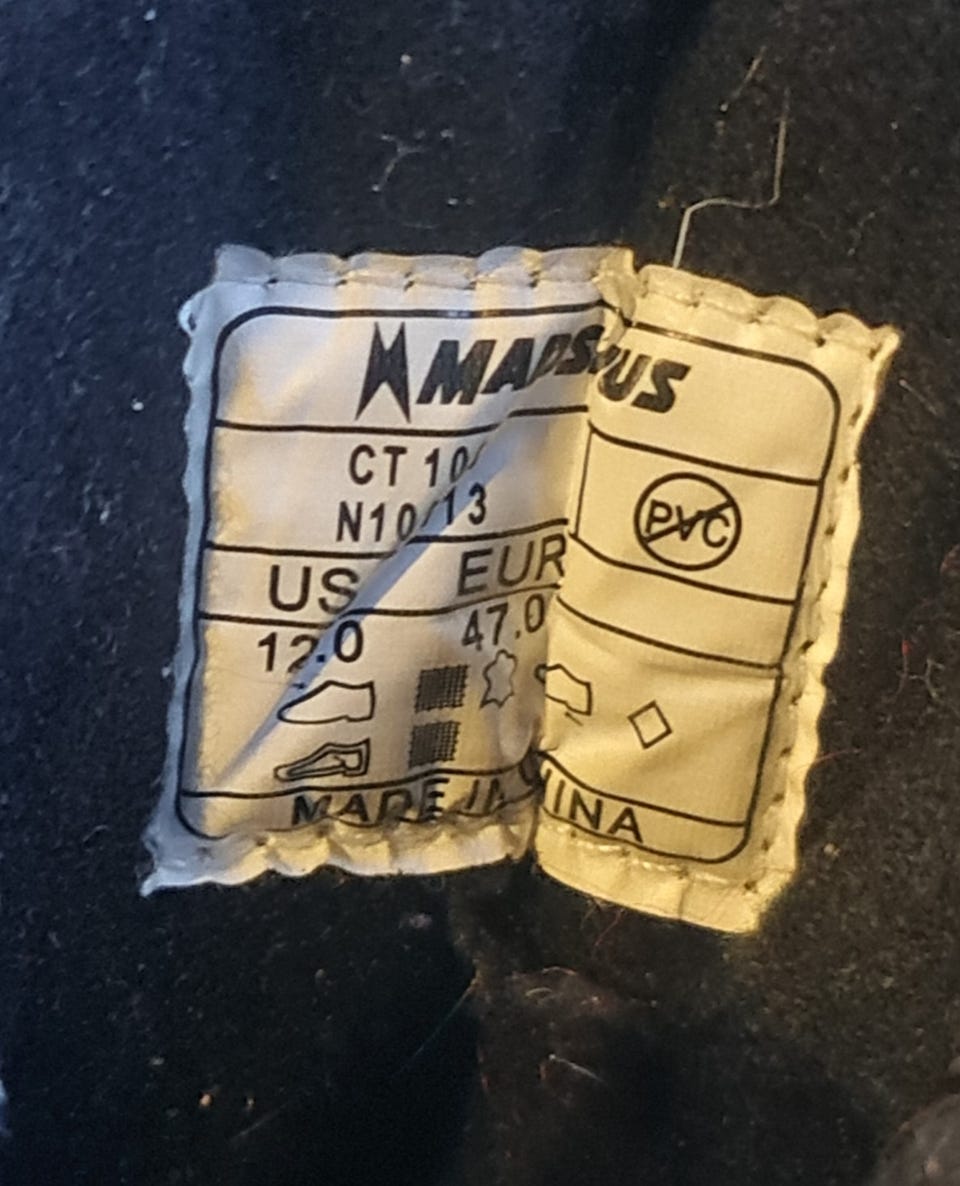 MADSHUS
CT 10
N10/13
PVC
US EUR
12.0 47.0
MADE IN CHINA